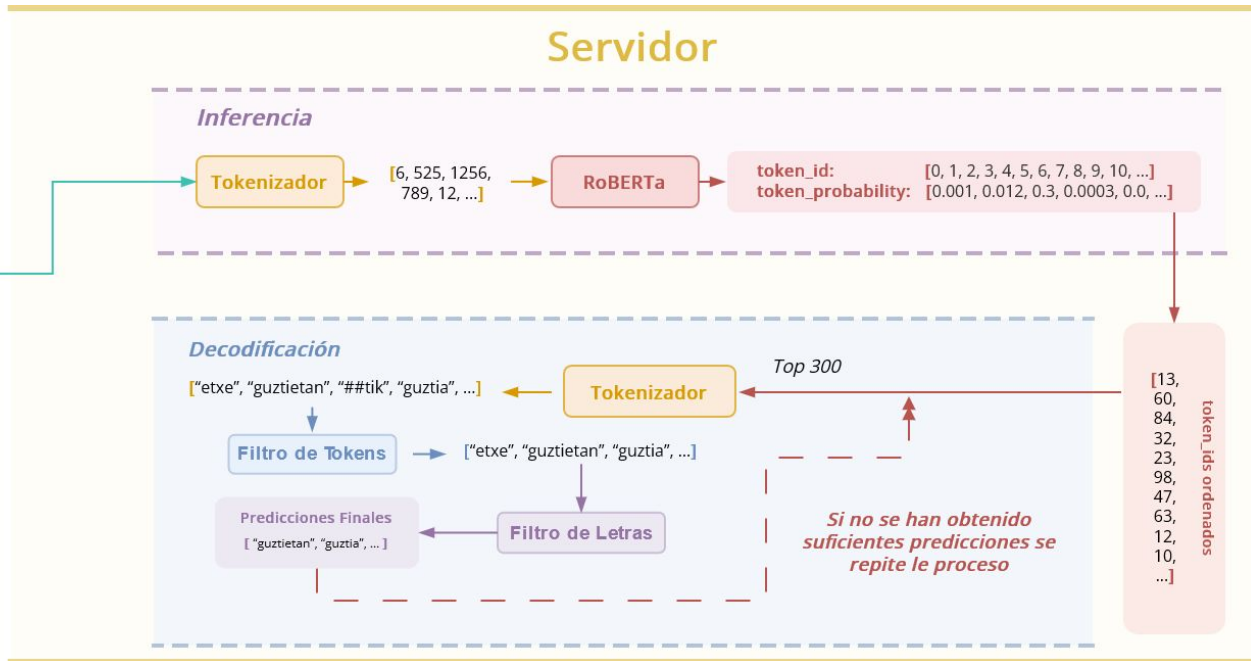 Servidor
Inferencia
Tokenizador
[6, 525, 1256,
789, 12, ...]
RoBERTa
token_id: [0, 1, 2, 3, 4, 5, 6, 7, 8, 9, 10, ...]
token_probability: [0.001, 0.012, 0.3, 0.0003, 0.0, ...]
[13,
60,
84,
32,
23,
98,
47,
63,
12,
10,
...]
token_ids ordenados
Top 300
Decodificación
Tokenizador
[“etxe”, “guztietan”, “##tik”, “guztia”, ...]
Filtro de Tokens
[“etxe”, “guztietan”, “guztia”, ...]
Filtro de Letras
Predicciones Finales
[ “guztietan”, “guztia”, ... ]
Si no se han obtenido
suficientes predicciones se
repite le proceso